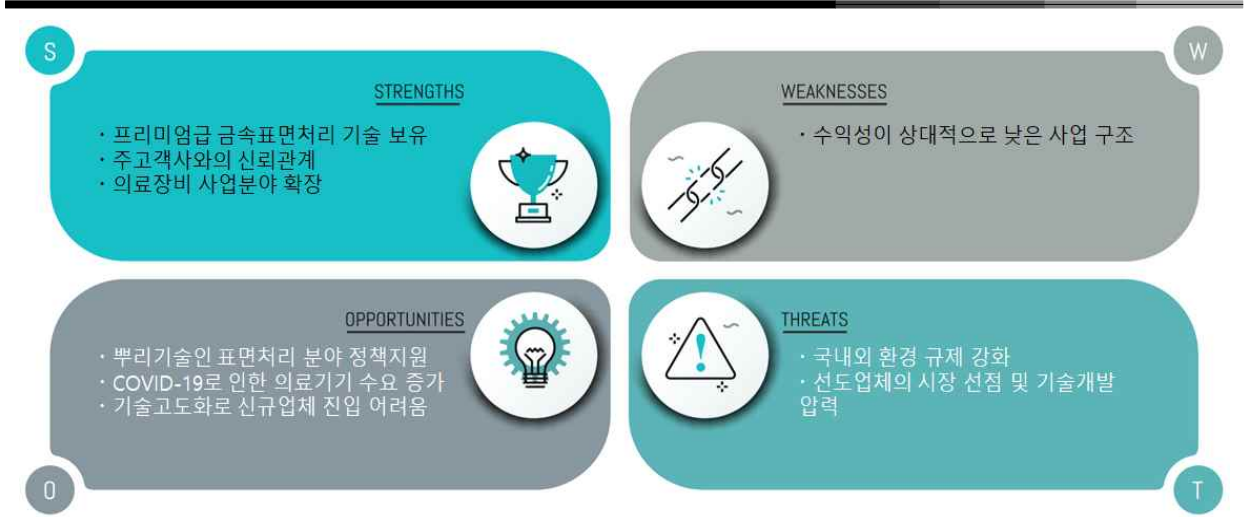 S
STRENGTHS
· 프리미엄급 금속표면처리 기술 보유
· 주고객사와의 신뢰관계
· 의료장비 사업분야 확장
W
WEAKNESSES
· 수익성이 상대적으로 낮은 사업 구조
OPPORTUNITIES
· 뿌리기술인 표면처리 분야 정책지원
· COVID-19로 인한 의료기기 수요 증가
· 기술고도화로 신규업체 진입 어려움
O
THREATS
· 국내외 환경 규제 강화
· 선도업체의 시장 선점 및 기술개발
압력
T